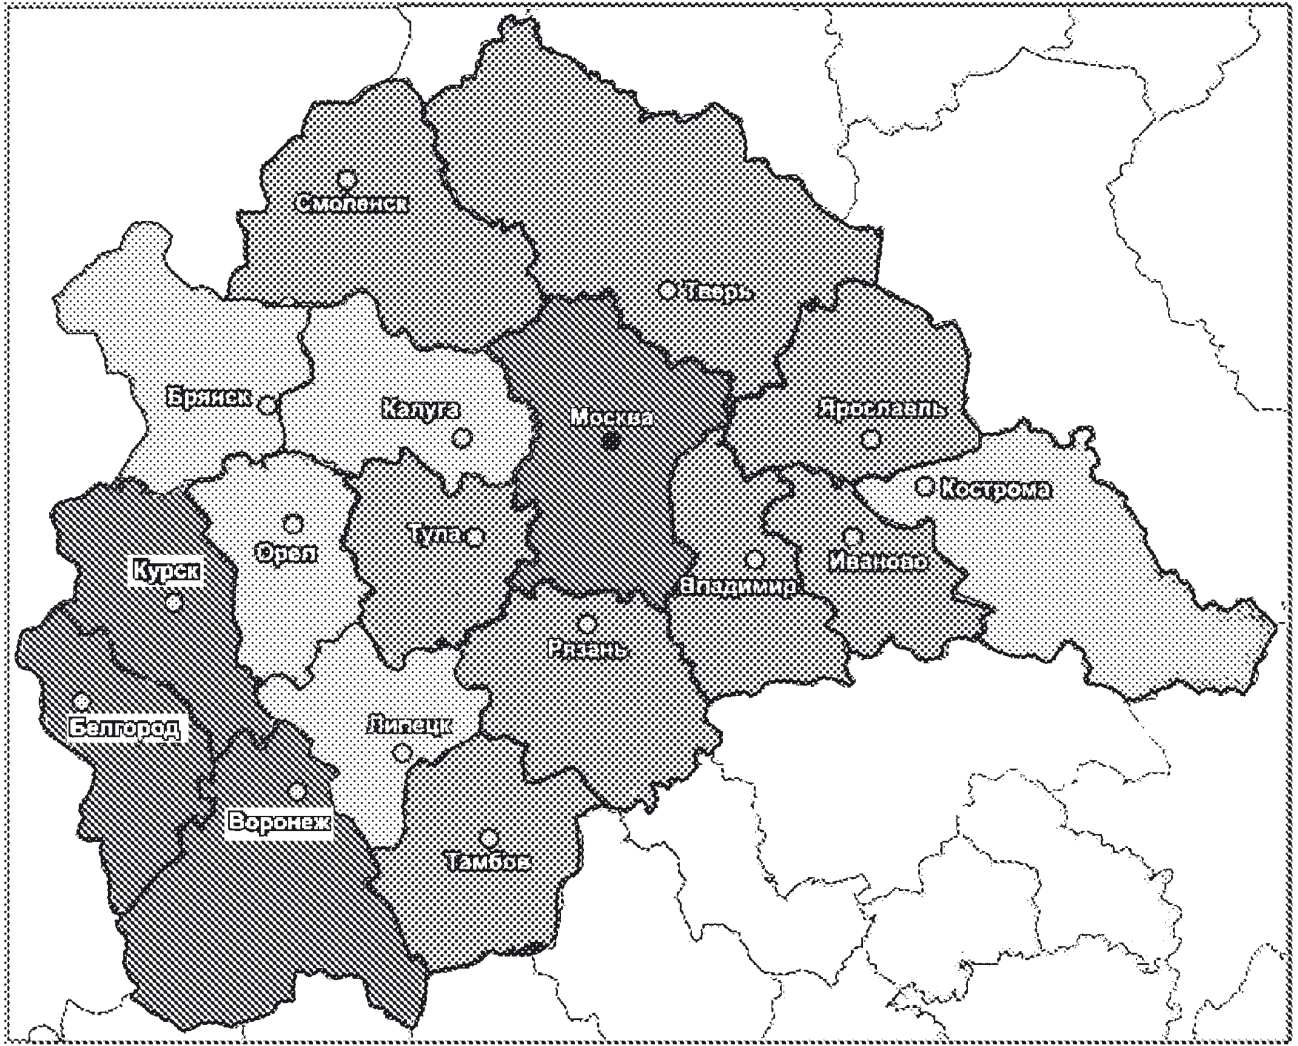 Смоленск
Тверь
Брянск
Калуга
Москва
Ярославль
Кострома
Орел
Тула
Иваново
Курск
Владимир
Рязань
Белгород
Липецк
Воронеж
Тамбов